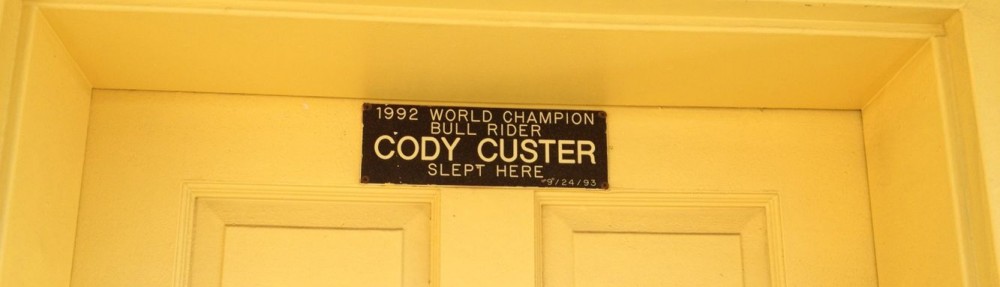 1992 WORLD CHAMPION
BULL RIDER
CODY CUSTER
SLEPT HERE
9/24/93